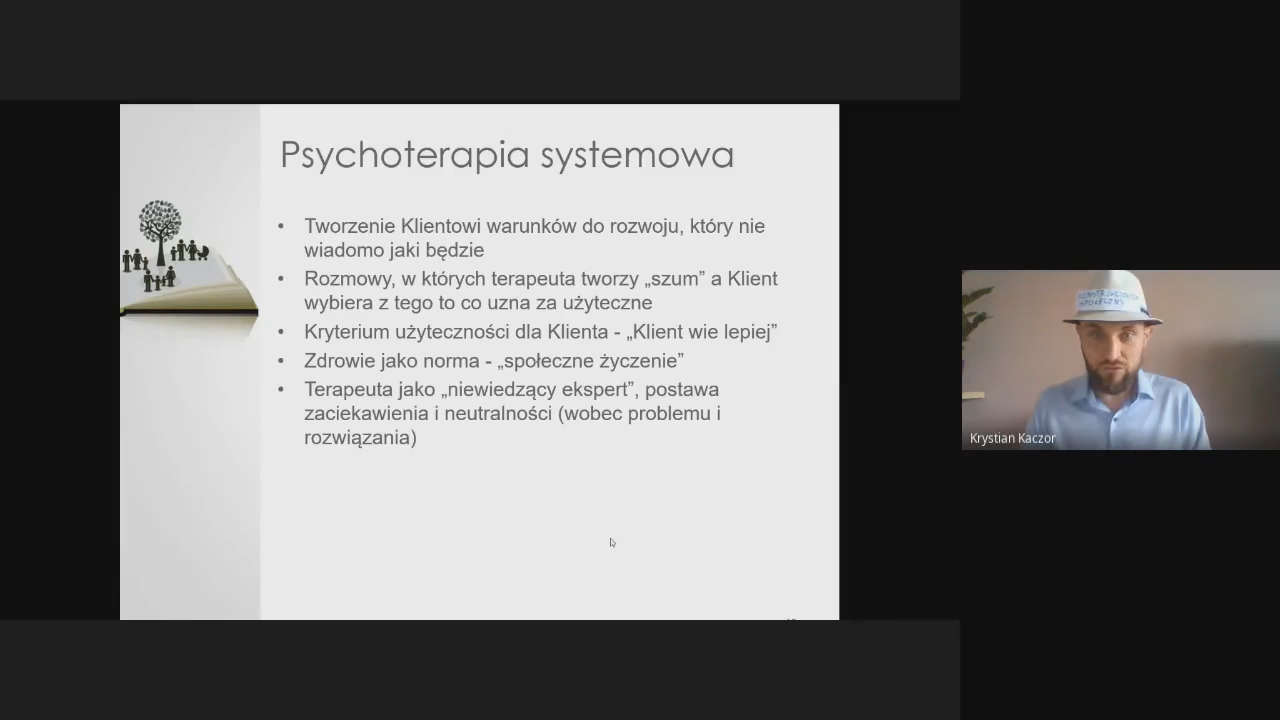 Psychoterapia systemowa
• Tworzenie Klientowi warunków do rozwoju, który nie
wiadomo jaki będzie
• Rozmowy, w których terapeuta tworzy „szum” a Klient
wybiera z tego to co uzna za użyteczne
• Kryterium użyteczności dla Klienta - „Klient wie lepiej”
• Zdrowie jako norma - „społeczne życzenie”
• Terapeuta jako „niewiedzący ekspert”, postawa
zaciekawienia i neutralności (wobec problemu i
rozwiązania)
Krystian Kaczor